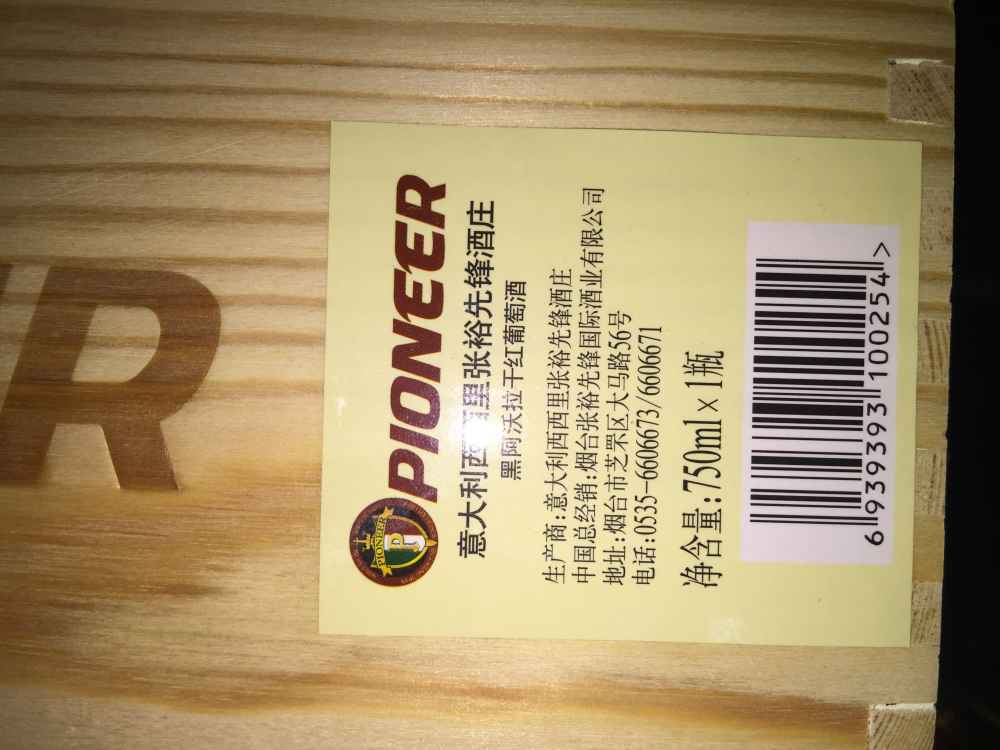 R
PIONEER
PIONEER
意大利西西里张裕先锋酒庄
黑阿沃拉干红葡萄酒
生产商:意大利西西里张裕先锋酒庄
中国总经销:烟台张裕先锋国际酒业有限公司
地址:烟台市芝罘区大马路56号
电话:0535-6606673/6606671
净含量:750ml×1瓶
6 939393 100254 >